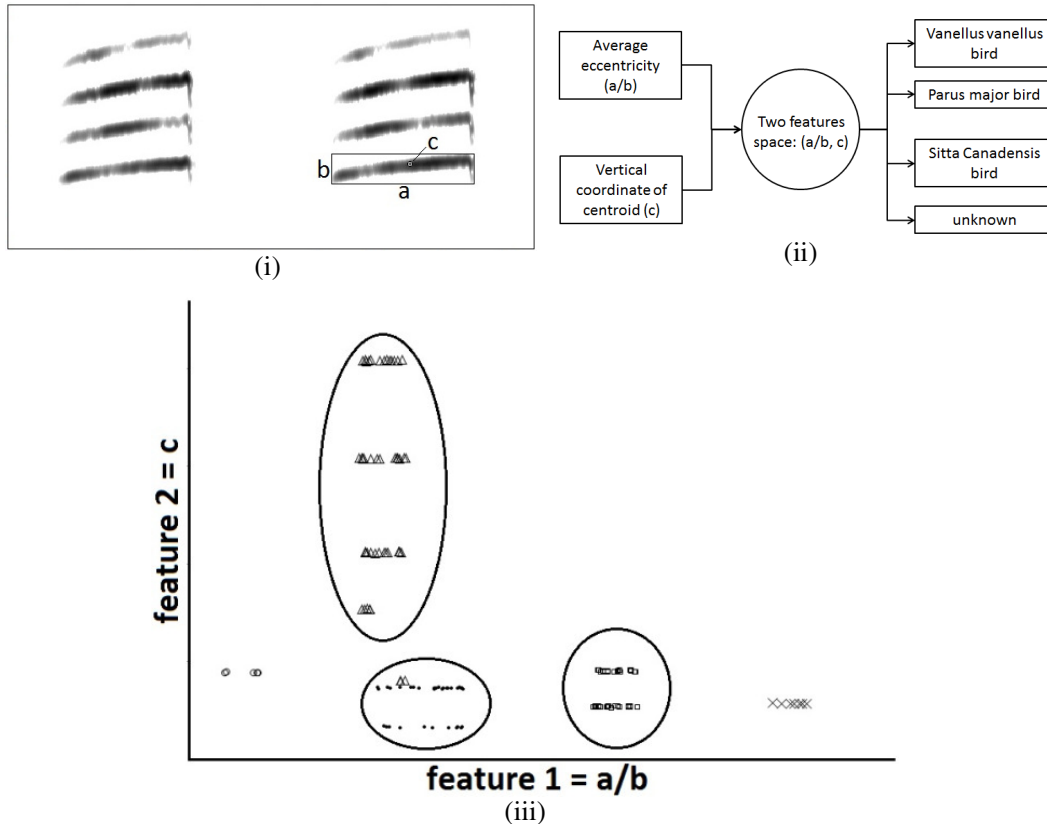 b
c
a
(i)
Average
eccentricity
(a/b)
Vertical
coordinate of
centroid (c)
Two features
space: (a/b, c)
Vanellus vanellus
bird
Parus major bird
Sitta Canadensis
bird
unknown
(ii)
feature 2 = c
feature 1 = a/b
(iii)